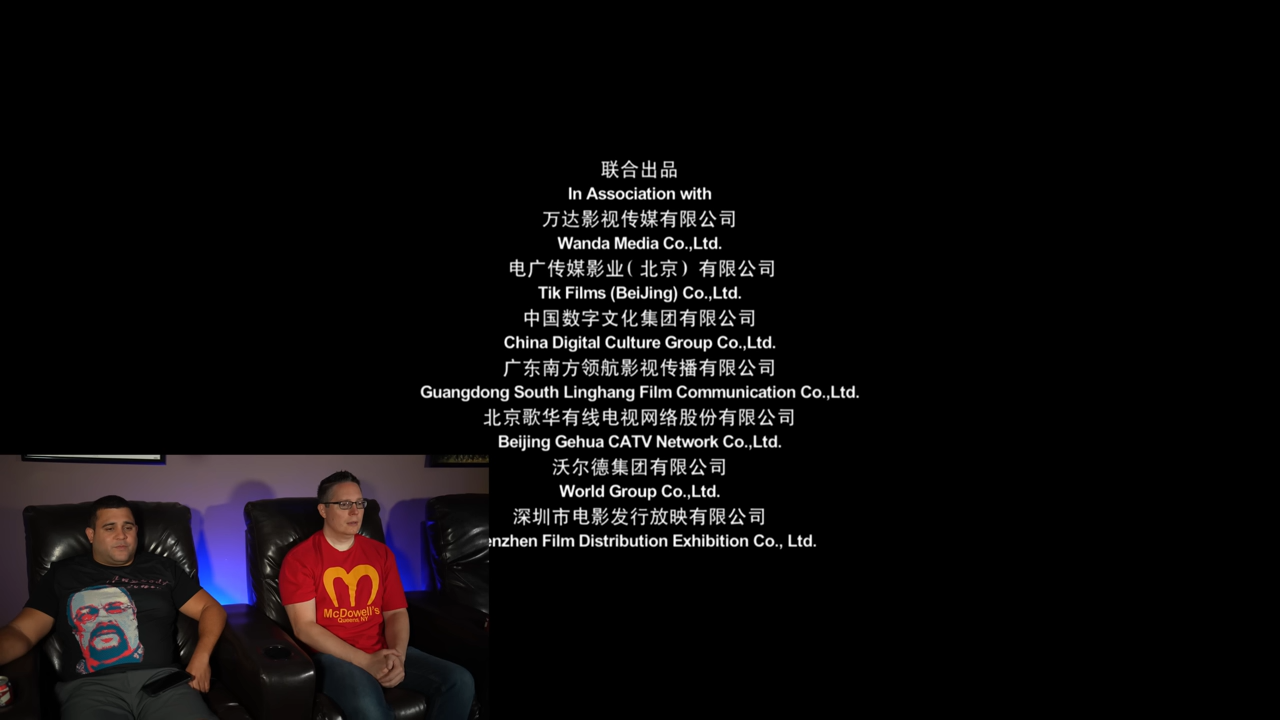 联合出品
In Association with
万达影视传媒有限公司
Wanda Media Co.,Ltd.
电广传媒影业(北京)有限公司
Tik Films (BeiJing) Co.,Ltd.
中国数字文化集团有限公司
China Digital Culture Group Co.,Ltd.
广东南方领航影视传播有限公司
Guangdong South Linghang Film Communication Co.,Ltd.
北京歌华有线电视网络股份有限公司
Beijing Gehua CATV Network Co.,Ltd.
沃尔德集团有限公司
World Group Co.,Ltd.
深圳市电影发行放映有限公司
enzhen Film Distribution Exhibition Co., Ltd.
McDowell's
Queens, NY